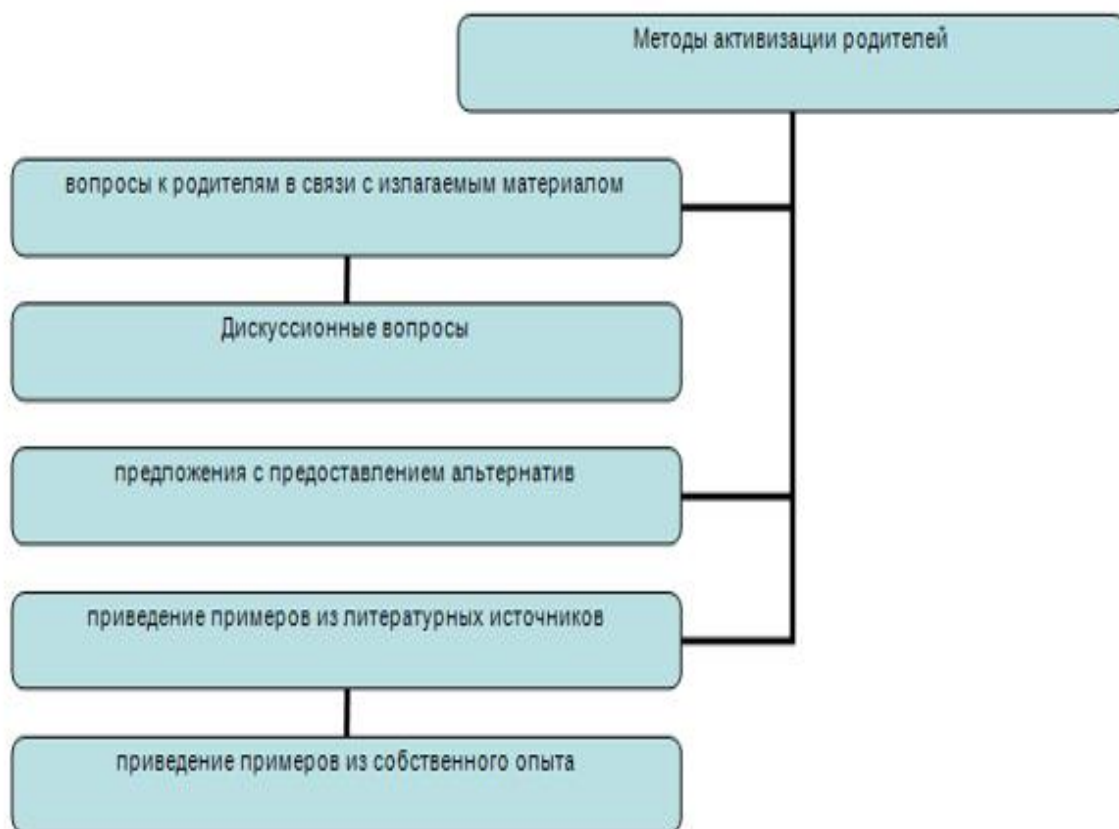 Методы активизации родителей
вопросы к родителям в связи с излагаемым материалом
Дискуссионные вопросы
предложения с предоставлением альтернатив
приведение примеров из литературных источников
приведение примеров из собственного опыта